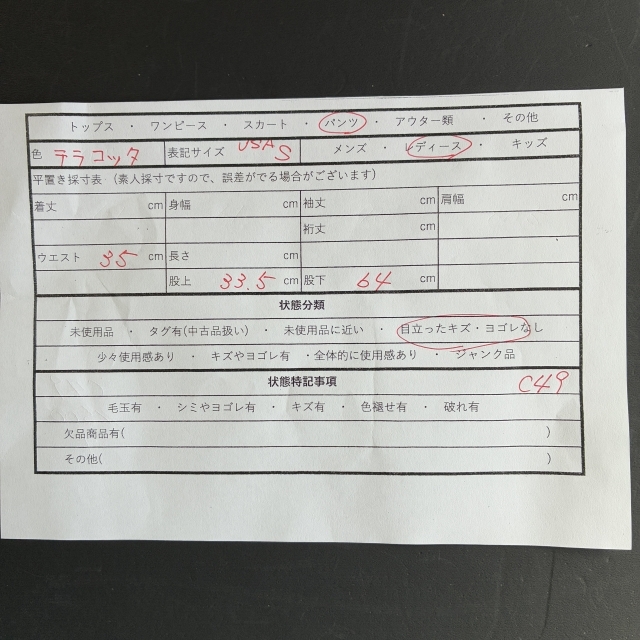 トップス ・ ワンピース ・ スカート ・ パンツ ・ アウター類 ・ その他
色 テラコッタ 表記サイズ USA S メンズ ・ レディース ・ キッズ
平置き採寸表 （素人採寸ですので、誤差がでる場合がございます）
着丈 cm 身幅 cm 袖丈 cm 肩幅 cm
裄丈 cm
ウエスト 35 cm 長さ cm
股上 33.5 cm 股下 64 cm
状態分類
未使用品 ・ タグ有(中古品扱い) ・ 未使用品に近い ・ 目立ったキズ・ヨゴレなし
少々使用感あり ・ キズやヨゴレ有 ・全体的に使用感あり ・ ジャンク品
状態特記事項 C49
毛玉有 ・ シミやヨゴレ有 ・ キズ有 ・ 色褪せ有 ・ 破れ有
欠品商品有( )
その他( )